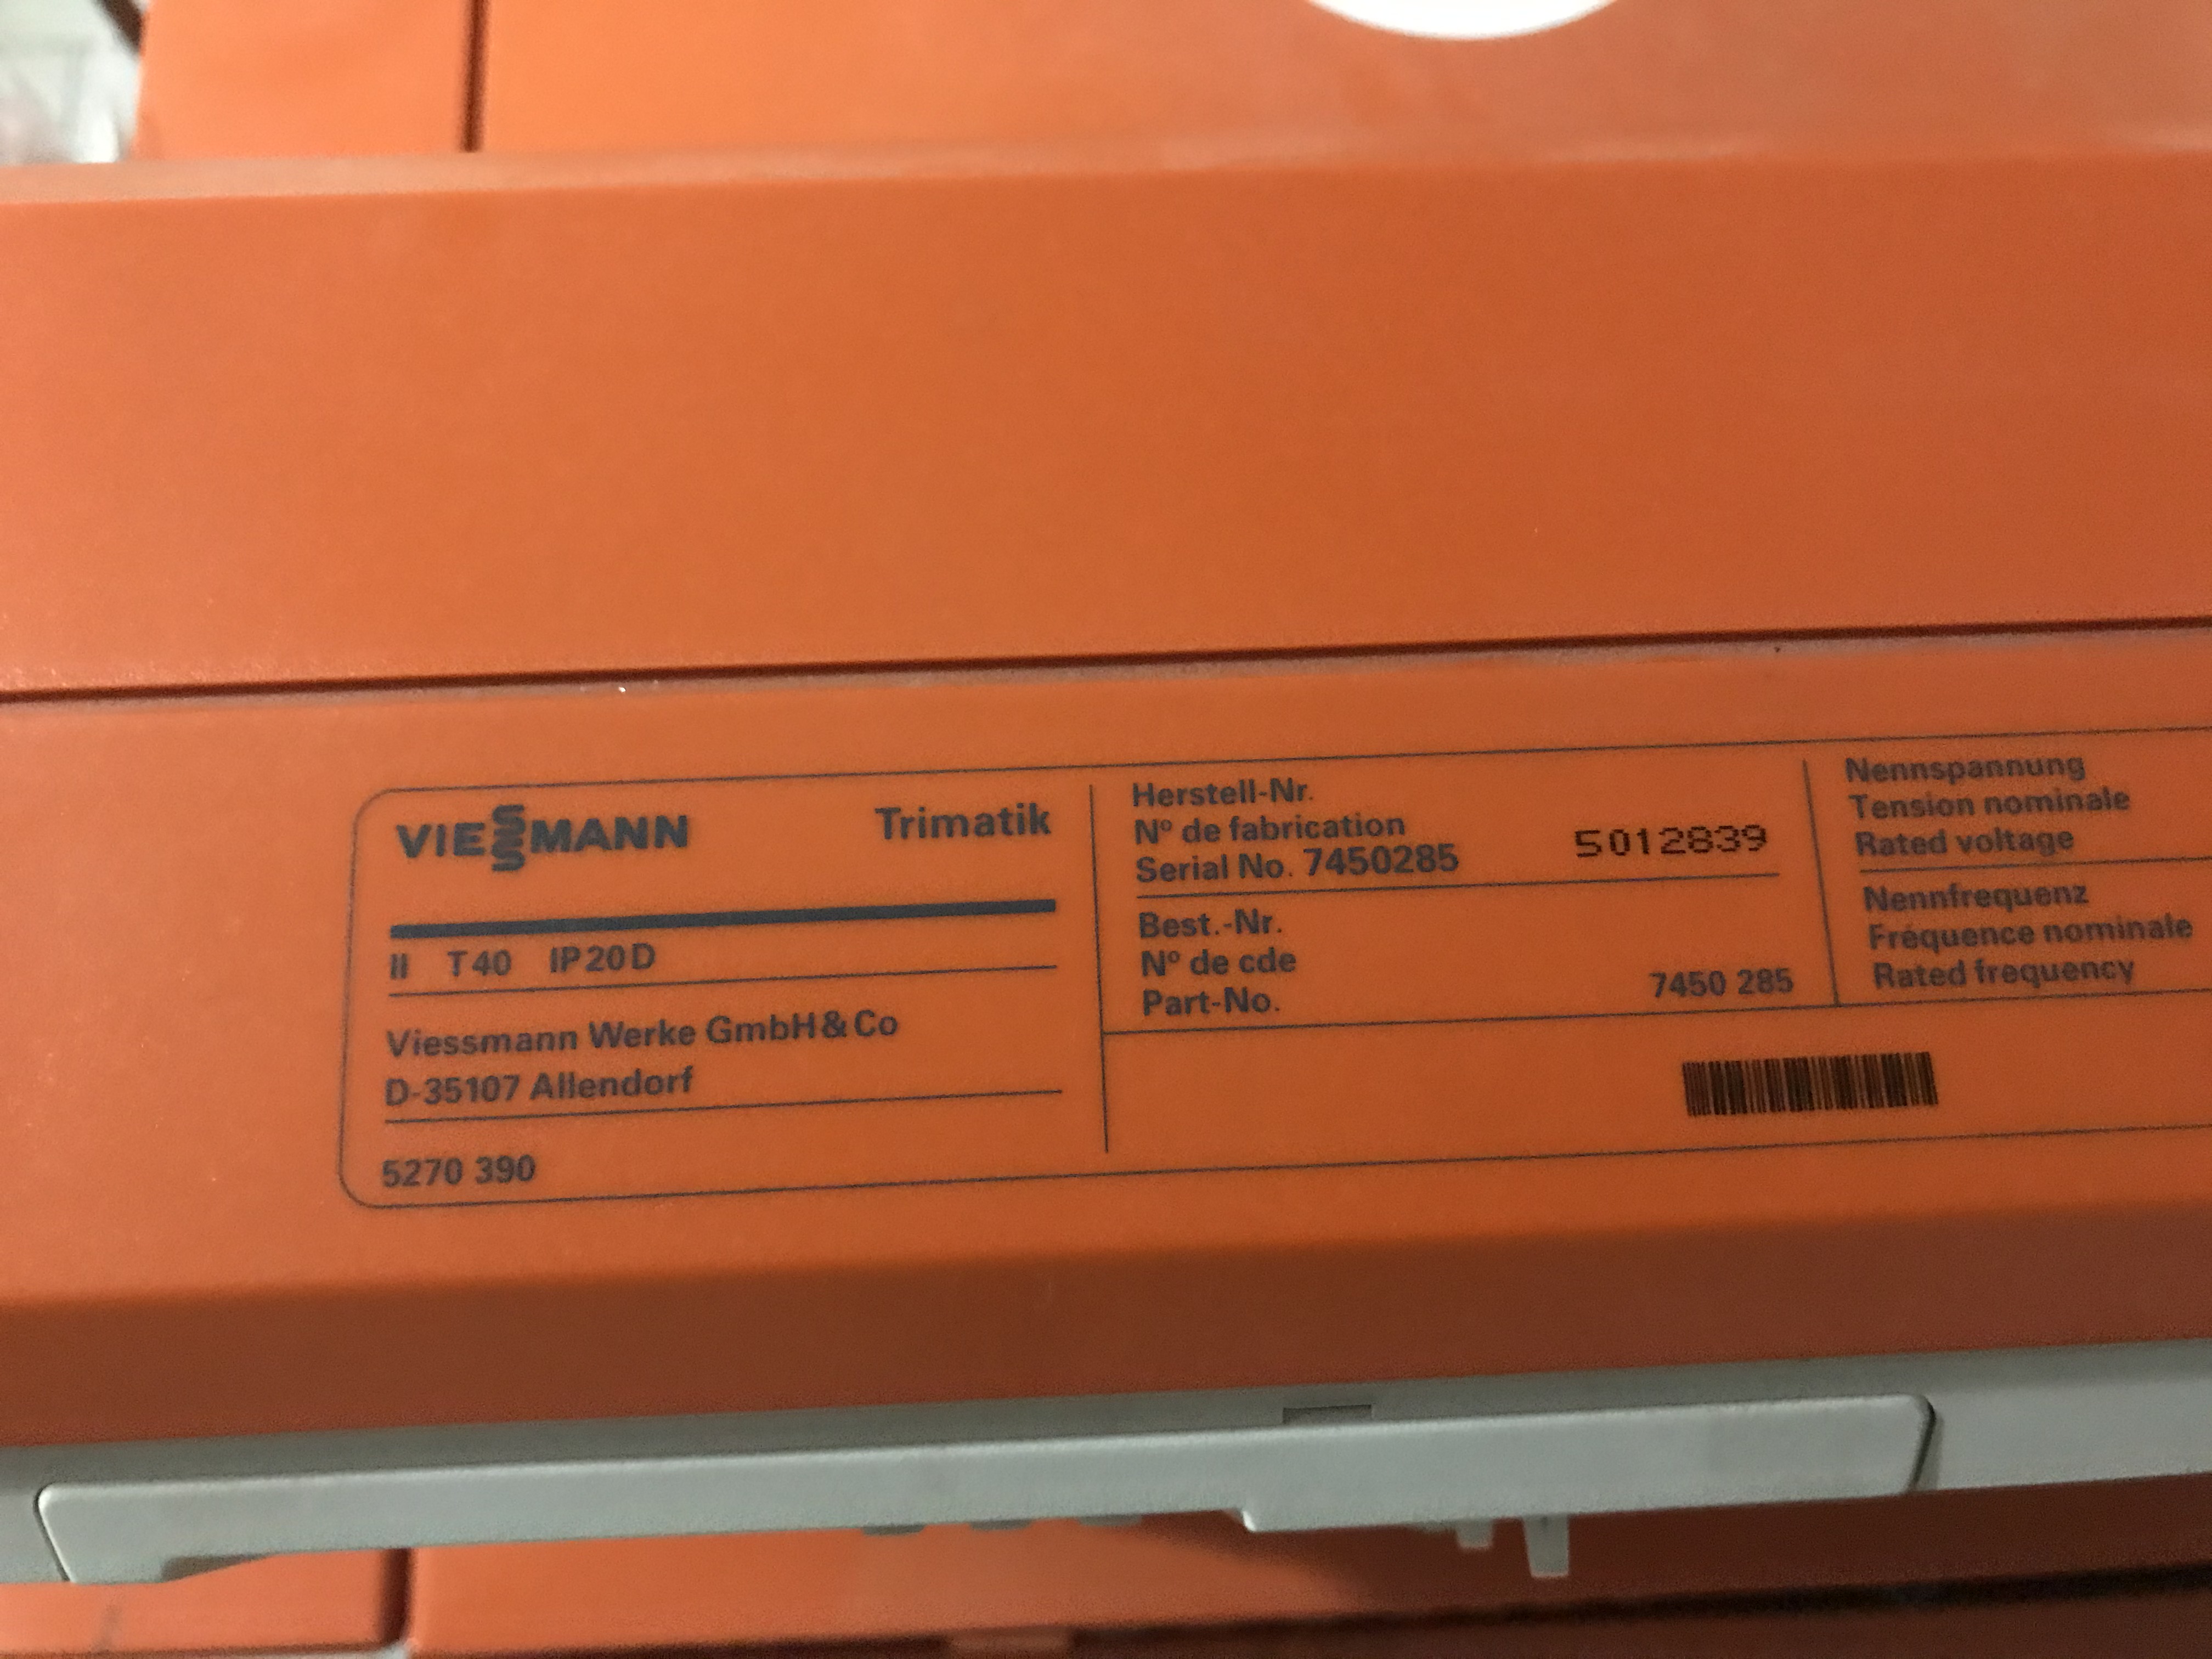 VIESSMANN Trimatik
II T40 IP20D
Viessmann Werke GmbH & Co
D-35107 Allendorf
5270 390
Herstell-Nr.
Nº de fabrication
Serial No. 7450285 5012839
Best.-Nr.
Nº de cde
Part-No. 7450 285
Nennspannung
Tension nominale
Rated voltage
Nennfrequenz
Fréquence nominale
Rated frequency